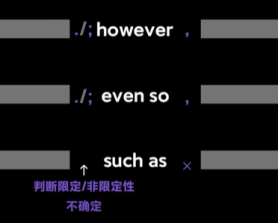 ./; however ,
./; even so ,
such as ×
↑
判断限定/非限定性
不确定